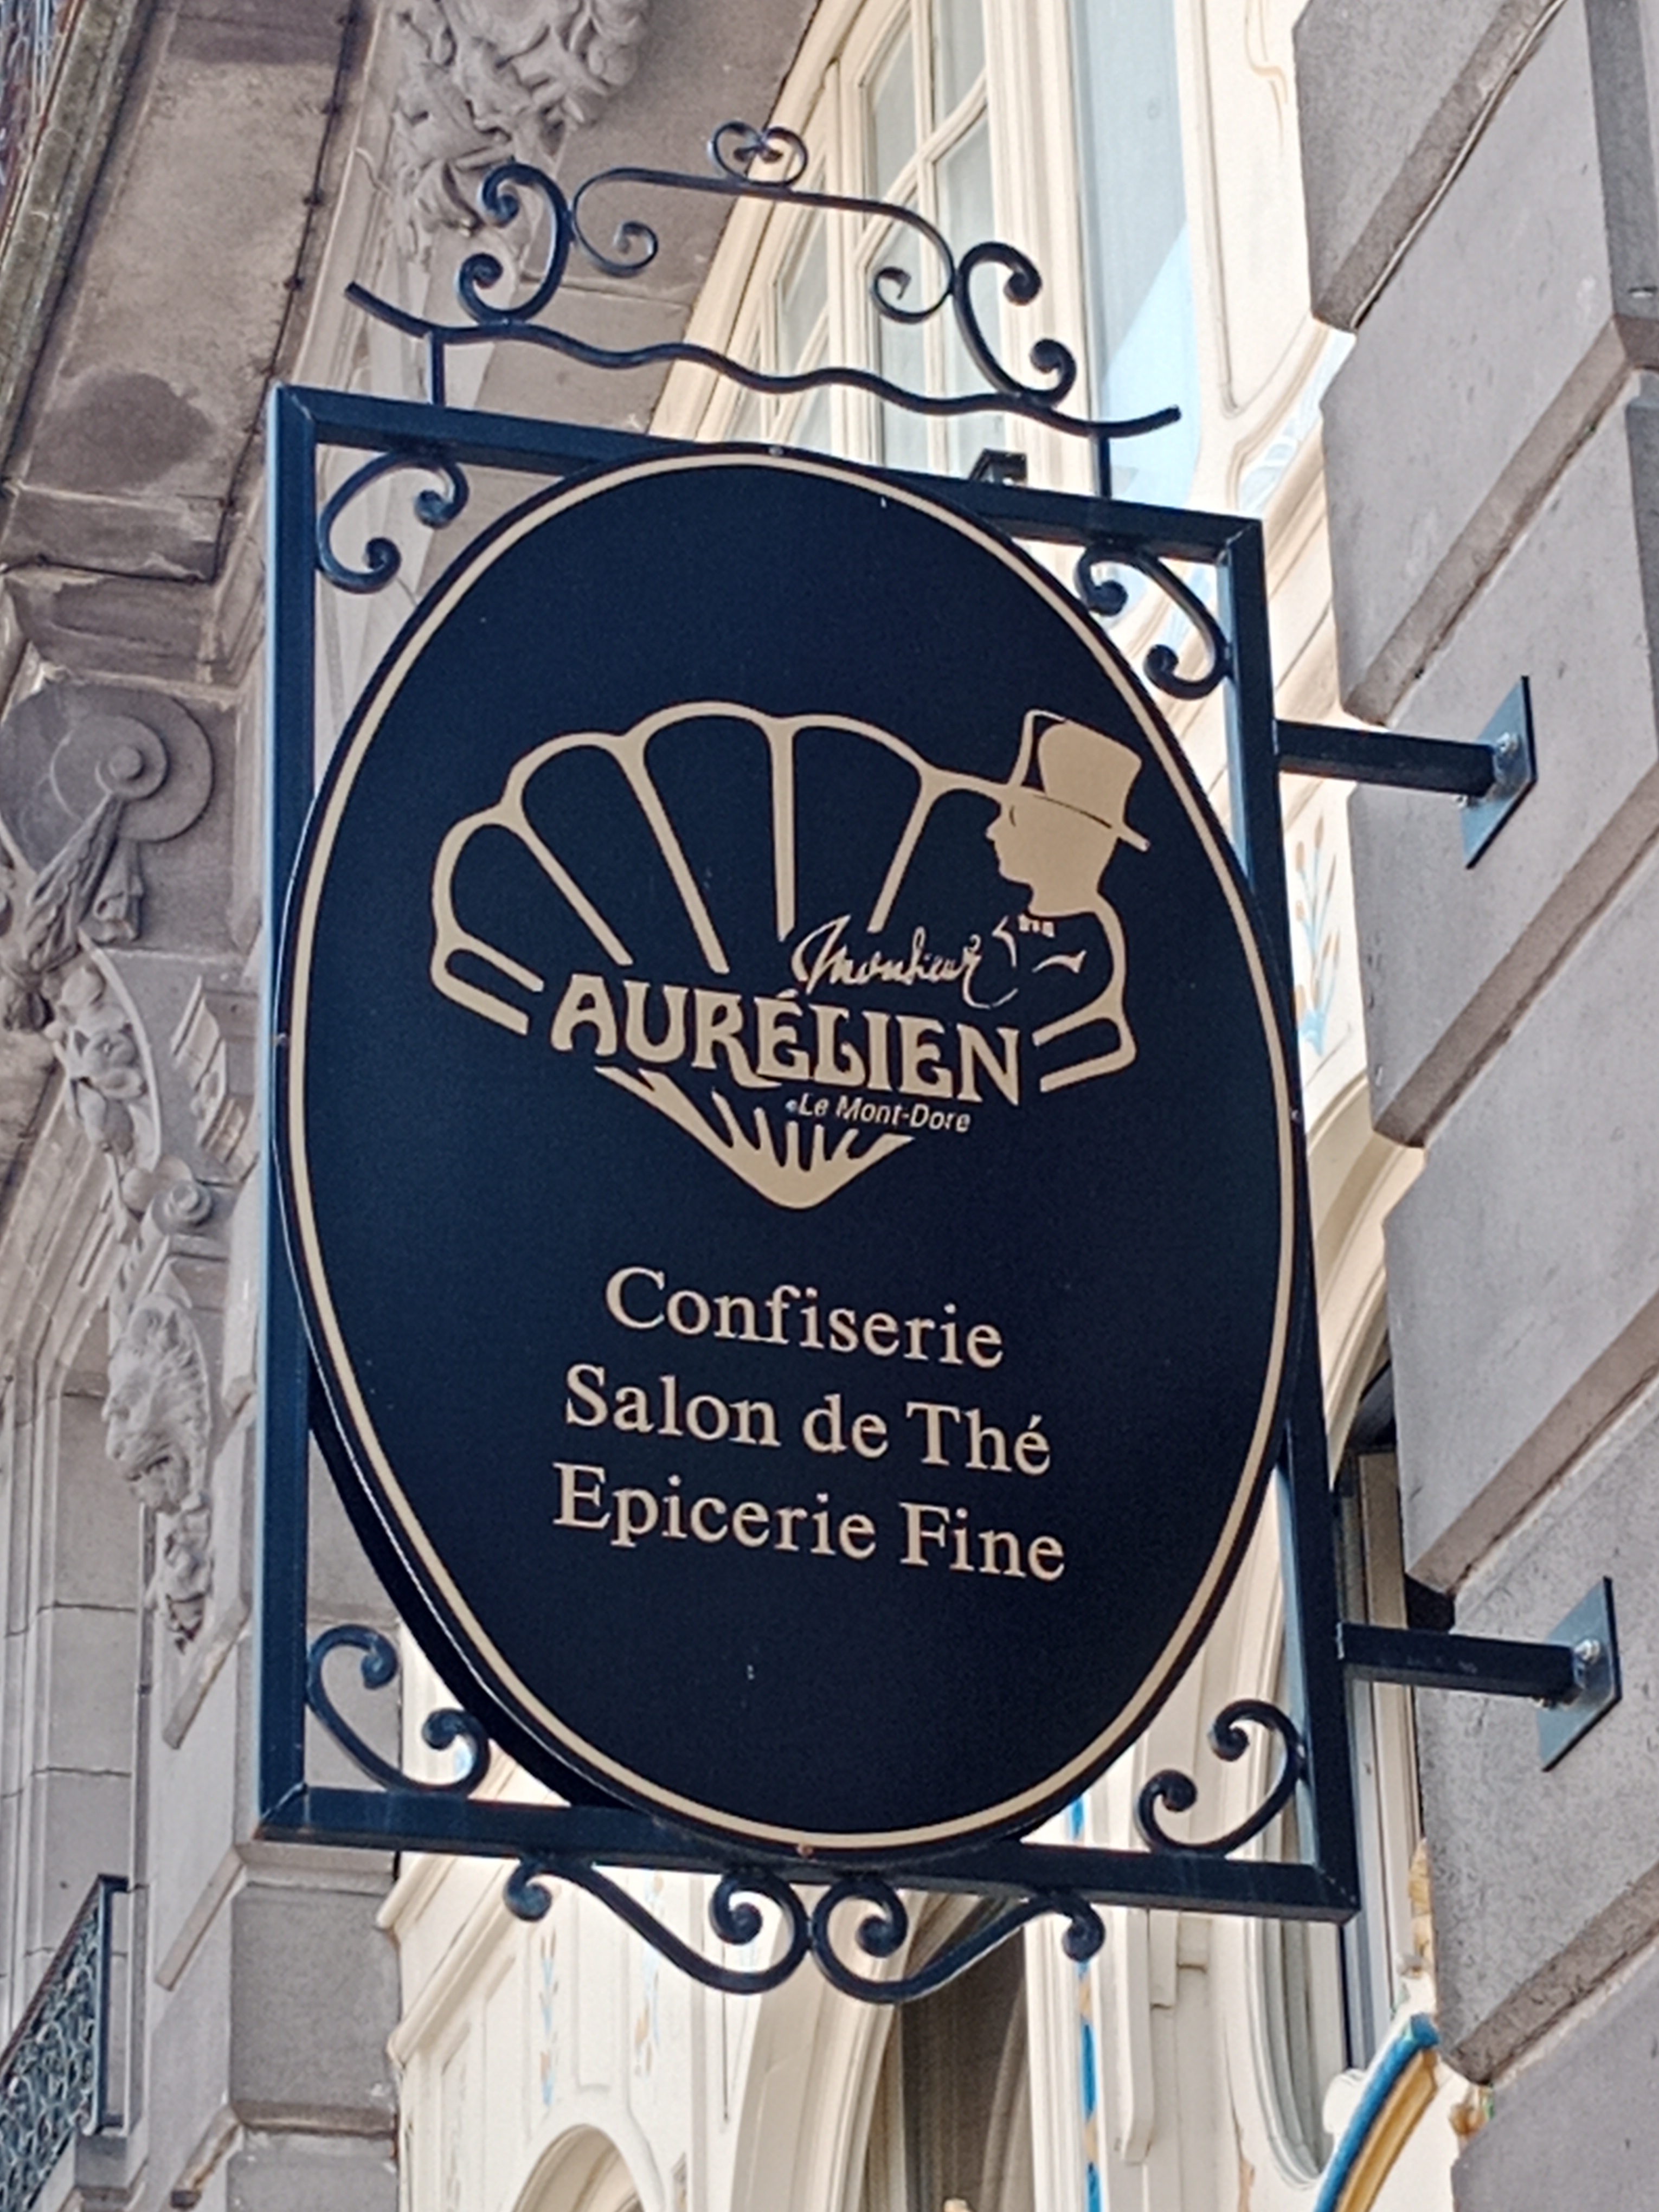 Monsieur
AURÉLIEN
Le Mont-Dore
Confiserie
Salon de Thé
Epicerie Fine